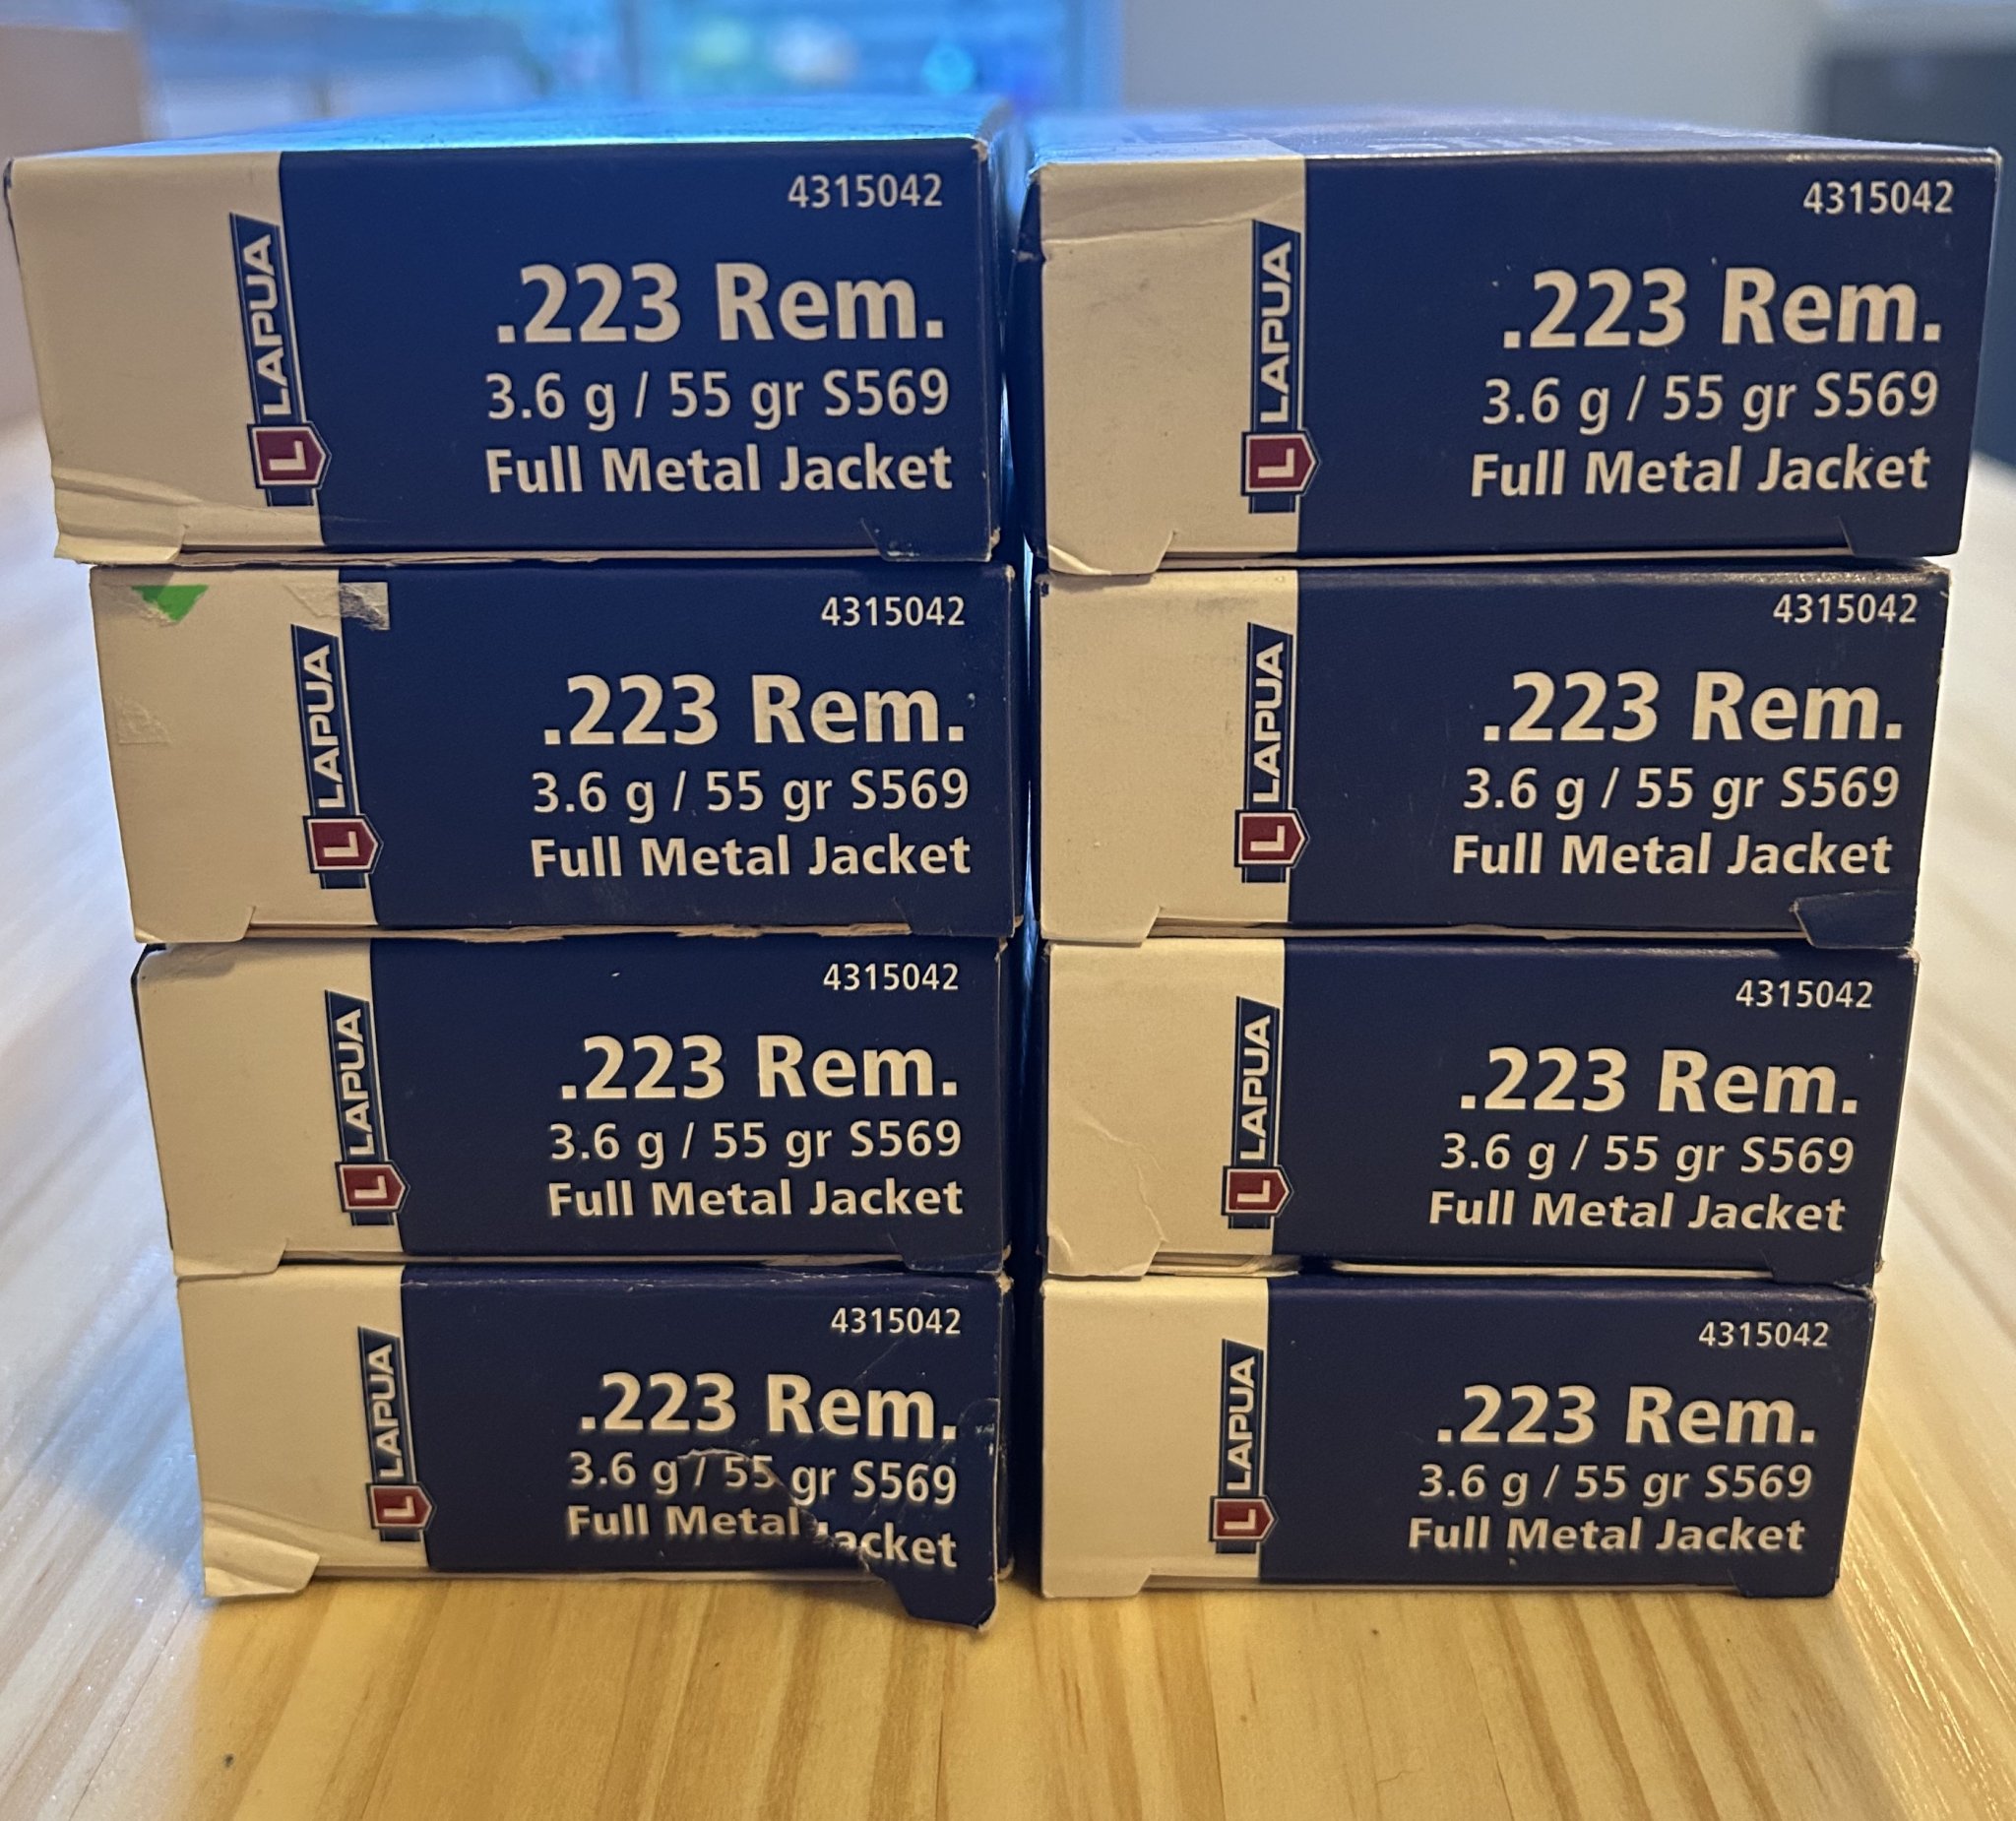 4315042
LAPUA
.223 Rem.
3.6 g / 55 gr S569
Full Metal Jacket
4315042
LAPUA
.223 Rem.
3.6 g / 55 gr S569
Full Metal Jacket
4315042
LAPUA
.223 Rem.
3.6 g / 55 gr S569
Full Metal Jacket
4315042
LAPUA
.223 Rem.
3.6 g / 55 gr S569
Full Metal Jacket
4315042
LAPUA
.223 Rem.
3.6 g / 55 gr S569
Full Metal Jacket
4315042
LAPUA
.223 Rem.
3.6 g / 55 gr S569
Full Metal Jacket
4315042
LAPUA
.223 Rem.
3.6 g / 55 gr S569
Full Metal Jacket
4315042
LAPUA
.223 Rem.
3.6 g / 55 gr S569
Full Metal Jacket